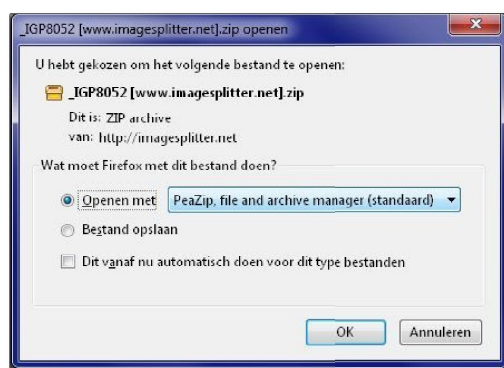 _IGP8052 [www.imagesplitter.net].zip openen
U hebt gekozen om het volgende bestand te openen:
_IGP8052 [www.imagesplitter.net].zip
Dit is: ZIP archive
van: http://imagesplitter.net
Wat moet Firefox met dit bestand doen?
Openen met PeaZip, file and archive manager (standaard)
Bestand opslaan
Dit vanaf nu automatisch doen voor dit type bestanden
OK Annuleren